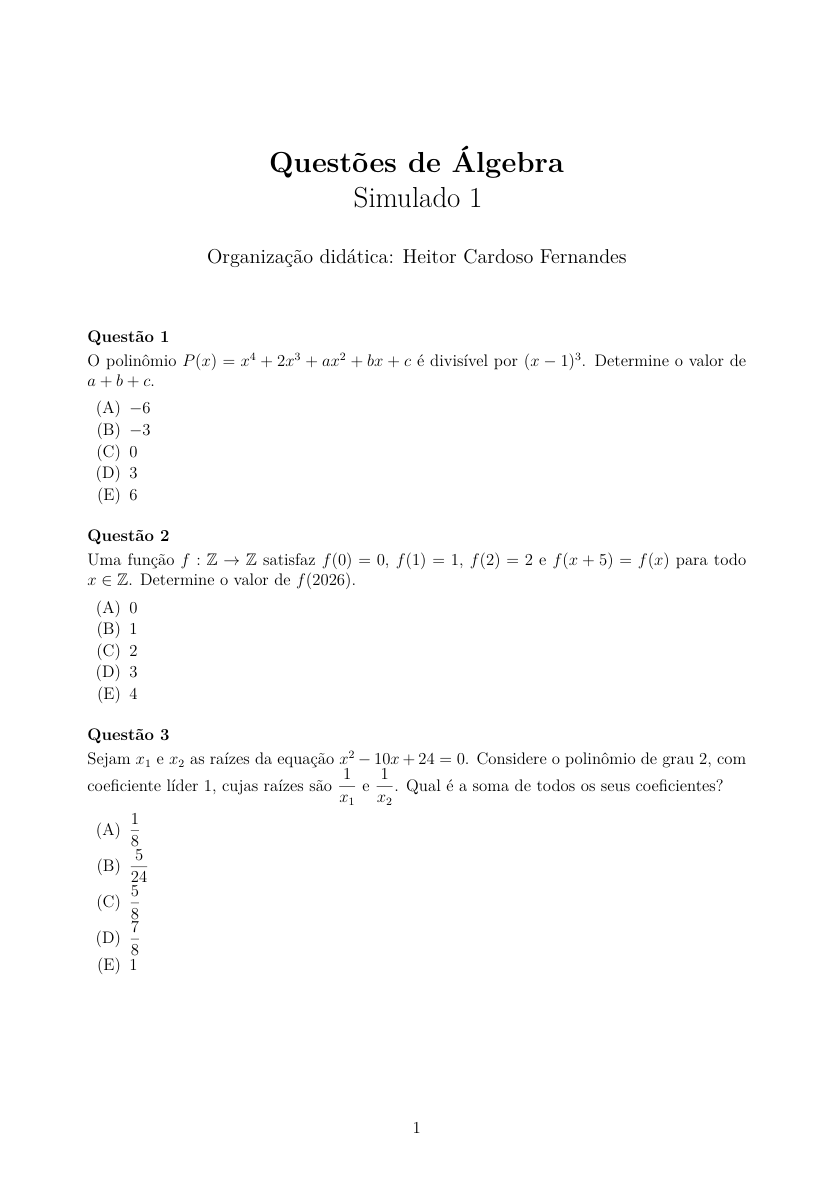 Questões de Álgebra
Simulado 1
Organização didática: Heitor Cardoso Fernandes
Questão 1
O polinômio P(x) = x⁴ + 2x³ + ax² + bx + c é divisível por (x − 1)³. Determine o valor de
a + b + c.
(A) −6
(B) −3
(C) 0
(D) 3
(E) 6
Questão 2
Uma função f : ℤ → ℤ satisfaz f(0) = 0, f(1) = 1, f(2) = 2 e f(x + 5) = f(x) para todo
x ∈ ℤ. Determine o valor de f(2026).
(A) 0
(B) 1
(C) 2
(D) 3
(E) 4
Questão 3
Sejam x₁ e x₂ as raízes da equação x² − 10x + 24 = 0. Considere o polinômio de grau 2, com
coeficiente líder 1, cujas raízes são 1/x₁ e 1/x₂. Qual é a soma de todos os seus coeficientes?
(A) 1/8
(B) 5/24
(C) 5/8
(D) 7/8
(E) 1
1